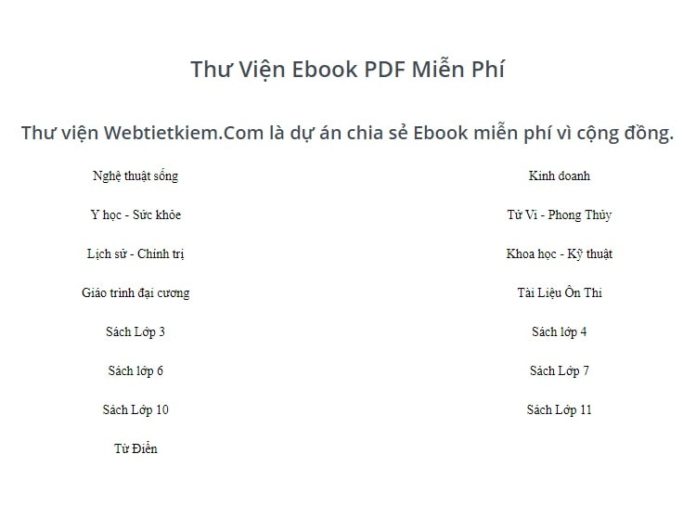 Thư Viện Ebook PDF Miễn Phí
Thư viện Webtietkiem.Com là dự án chia sẻ Ebook miễn phí vì cộng đồng.
Nghệ thuật sống
Kinh doanh
Y học - Sức khỏe
Tử Vi - Phong Thủy
Lịch sử - Chính trị
Khoa học - Kỹ thuật
Giáo trình đại cương
Tài Liệu Ôn Thi
Sách Lớp 3
Sách lớp 4
Sách lớp 6
Sách Lớp 7
Sách Lớp 10
Sách Lớp 11
Từ Điển